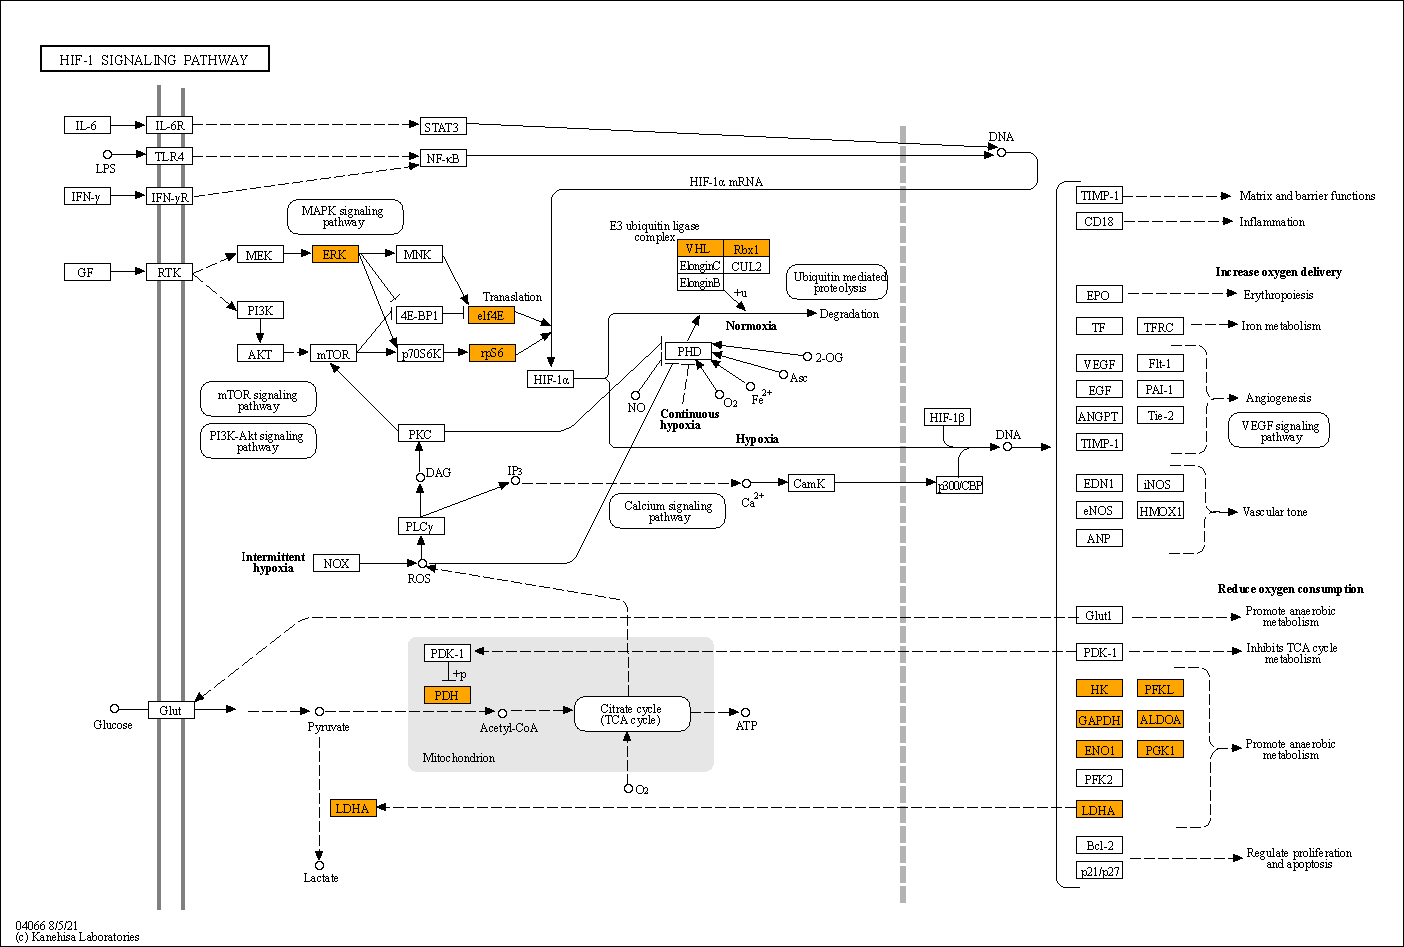 HIF-1 SIGNALING PATHWAY
IL-6
IL-6R
STAT3
DNA
LPS
TLR4
NF-κB
IFN-γ
IFN-γR
HIF-1α mRNA
TIMP-1
Matrix and barrier functions
CD18
Inflammation
MAPK signaling
pathway
E3 ubiquitin ligase
complex
VHL
Rbx1
ElonginC
CUL2
ElonginB
+u
Ubiquitin mediated
proteolysis
MEK
ERK
MNK
GF
RTK
Increase oxygen delivery
EPO
Erythropoiesis
PI3K
4E-BP1
Translation
eIf4E
Normoxia
Degradation
TF
TFRC
Iron metabolism
AKT
mTOR
p70S6K
rpS6
PHD
2-OG
HIF-1α
Asc
NO
O2
Fe2+
Continuous
hypoxia
VEGF
Flt-1
EGF
PAI-1
Angiogenesis
ANGPT
Tie-2
TIMP-1
VEGF signaling
pathway
mTOR signaling
pathway
PI3K-Akt signaling
pathway
PKC
Hypoxia
HIF-1β
DNA
DAG
IP3
Ca2+
CamK
p300/CBP
EDN1
iNOS
eNOS
HMOX1
Vascular tone
ANP
Calcium signaling
pathway
PLCγ
Intermittent
hypoxia
NOX
ROS
Reduce oxygen consumption
Glut1
Promote anaerobic
metabolism
PDK-1
Inhibits TCA cycle
metabolism
PDK-1
+p
PDH
HK
PFKL
GAPDH
ALDOA
ENO1
PGK1
Promote anaerobic
metabolism
PFK2
LDHA
Glucose
Glut
Pyruvate
Acetyl-CoA
Citrate cycle
(TCA cycle)
ATP
Mitochondrion
O2
LDHA
Lactate
Bcl-2
p21/p27
Regulate proliferation
and apoptosis
04066 8/5/21
(c) Kanehisa Laboratories